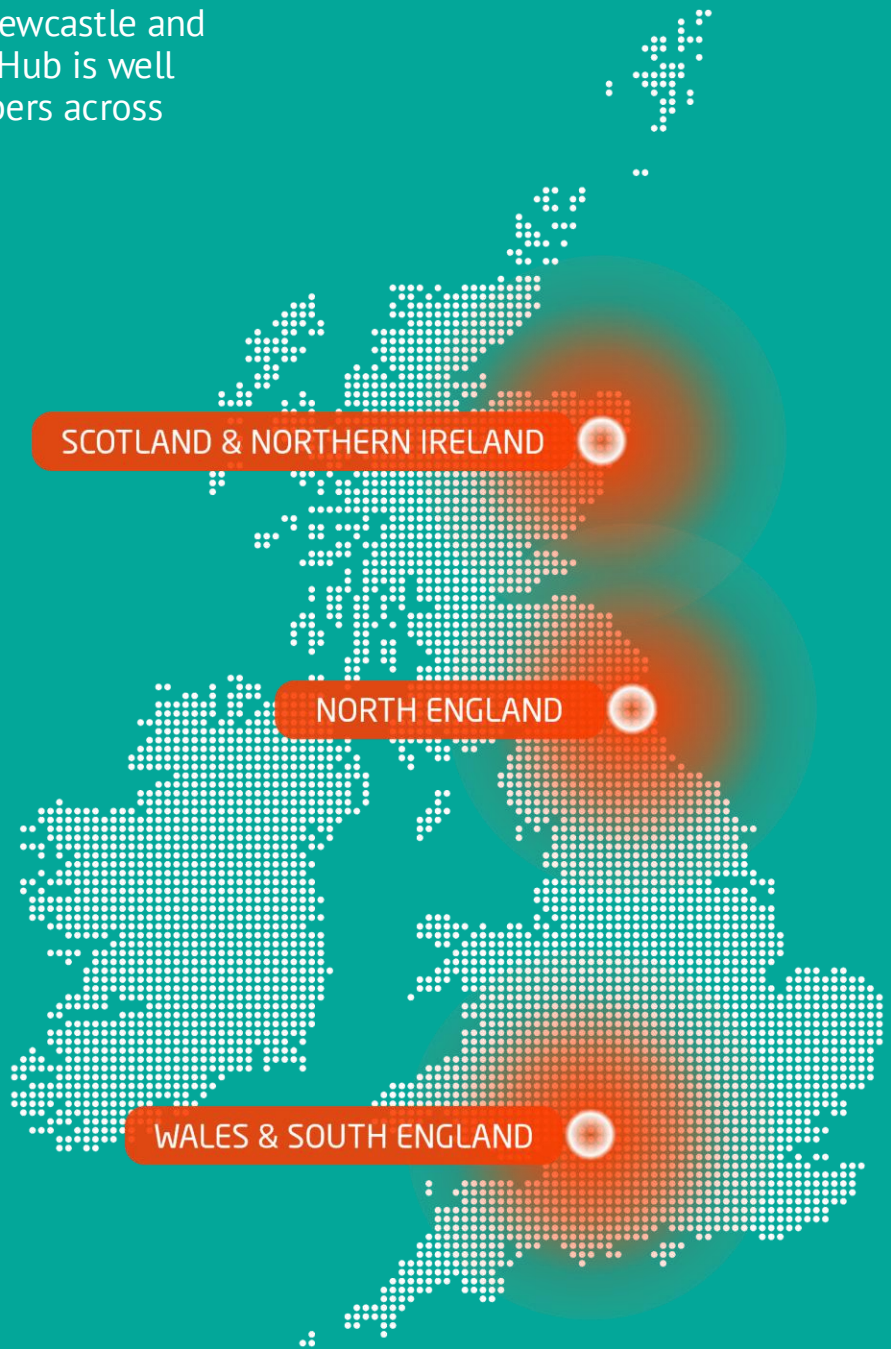 ewcastle and
Hub is well
pers across
SCOTLAND & NORTHERN IRELAND
NORTH ENGLAND
WALES & SOUTH ENGLAND